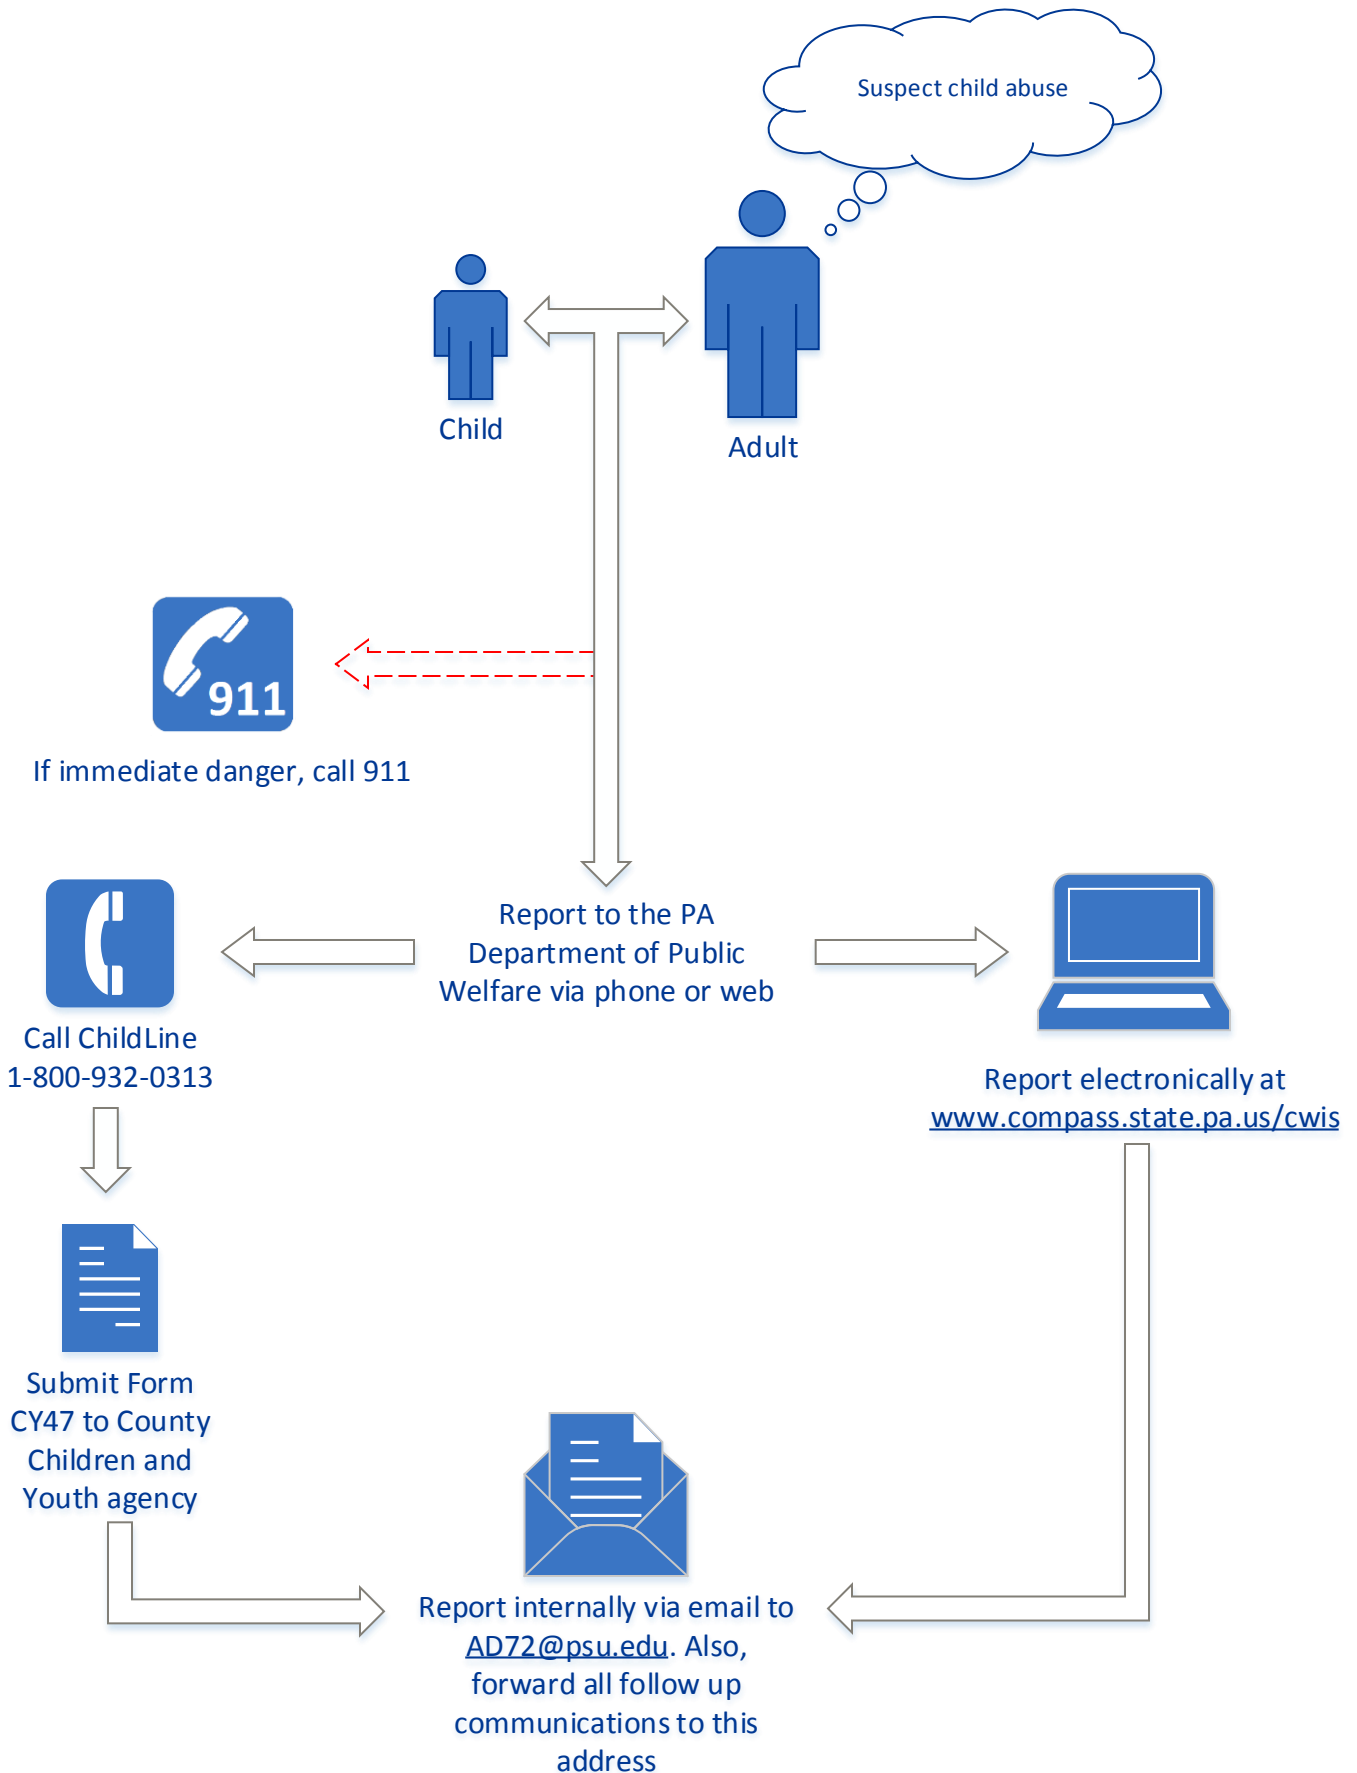 Suspect child abuse
Child
Adult
911
If immediate danger, call 911
Report to the PA
Department of Public
Welfare via phone or web
Call ChildLine
1-800-932-0313
Report electronically at
www.compass.state.pa.us/cwis
Submit Form
CY47 to County
Children and
Youth agency
Report internally via email to
AD72@psu.edu. Also,
forward all follow up
communications to this
address